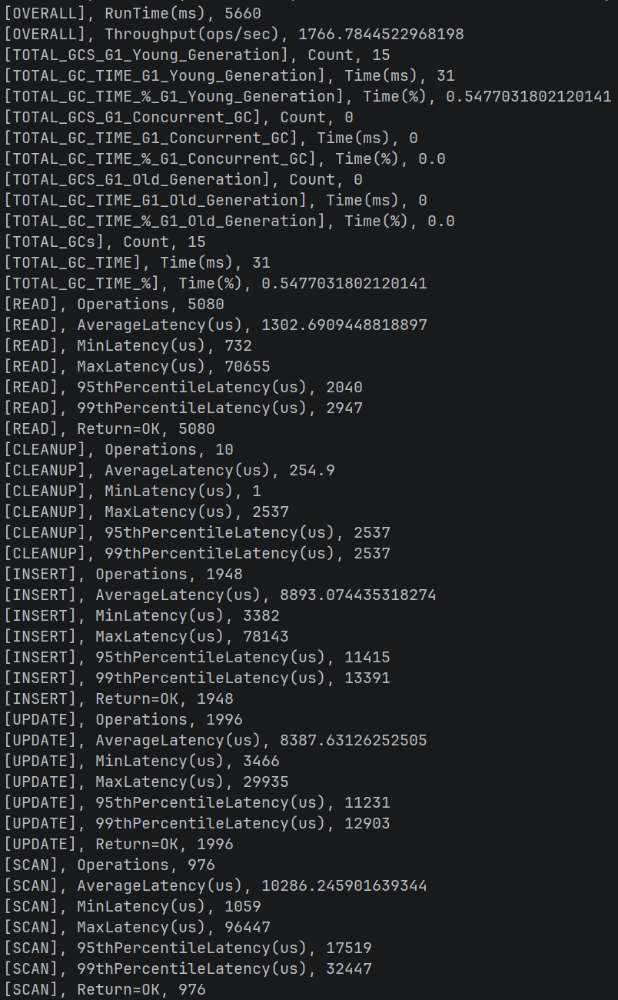 [OVERALL], RunTime(ms), 5660
[OVERALL], Throughput(ops/sec), 1766.7844522968198
[TOTAL_GCS_G1_Young_Generation], Count, 15
[TOTAL_GC_TIME_G1_Young_Generation], Time(ms), 31
[TOTAL_GC_TIME_%_G1_Young_Generation], Time(%), 0.5477031802120141
[TOTAL_GCS_G1_Concurrent_GC], Count, 0
[TOTAL_GC_TIME_G1_Concurrent_GC], Time(ms), 0
[TOTAL_GC_TIME_%_G1_Concurrent_GC], Time(%), 0.0
[TOTAL_GCS_G1_Old_Generation], Count, 0
[TOTAL_GC_TIME_G1_Old_Generation], Time(ms), 0
[TOTAL_GC_TIME_%_G1_Old_Generation], Time(%), 0.0
[TOTAL_GCs], Count, 15
[TOTAL_GC_TIME], Time(ms), 31
[TOTAL_GC_TIME_%], Time(%), 0.5477031802120141
[READ], Operations, 5080
[READ], AverageLatency(us), 1302.6909448818897
[READ], MinLatency(us), 732
[READ], MaxLatency(us), 70655
[READ], 95thPercentileLatency(us), 2040
[READ], 99thPercentileLatency(us), 2947
[READ], Return=OK, 5080
[CLEANUP], Operations, 10
[CLEANUP], AverageLatency(us), 254.9
[CLEANUP], MinLatency(us), 1
[CLEANUP], MaxLatency(us), 2537
[CLEANUP], 95thPercentileLatency(us), 2537
[CLEANUP], 99thPercentileLatency(us), 2537
[INSERT], Operations, 1948
[INSERT], AverageLatency(us), 8893.074435318274
[INSERT], MinLatency(us), 3382
[INSERT], MaxLatency(us), 78143
[INSERT], 95thPercentileLatency(us), 11415
[INSERT], 99thPercentileLatency(us), 13391
[INSERT], Return=OK, 1948
[UPDATE], Operations, 1996
[UPDATE], AverageLatency(us), 8387.63126252505
[UPDATE], MinLatency(us), 3466
[UPDATE], MaxLatency(us), 29935
[UPDATE], 95thPercentileLatency(us), 11231
[UPDATE], 99thPercentileLatency(us), 12903
[UPDATE], Return=OK, 1996
[SCAN], Operations, 976
[SCAN], AverageLatency(us), 10286.245901639344
[SCAN], MinLatency(us), 1059
[SCAN], MaxLatency(us), 96447
[SCAN], 95thPercentileLatency(us), 17519
[SCAN], 99thPercentileLatency(us), 32447
[SCAN], Return=OK, 976